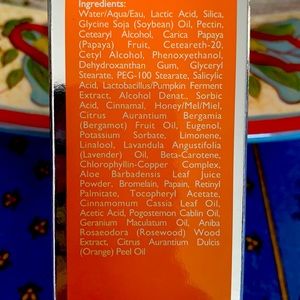 Ingredients:
Water/Aqua/Eau, Lactic Acid, Silica,
Glycine Soja (Soybean) Oil, Pectin,
Cetearyl Alcohol, Carica Papaya
(Papaya) Fruit, Ceteareth-20,
Cetyl Alcohol, Phenoxyethanol,
Dehydroxanthan Gum, Glyceryl
Stearate, PEG-100 Stearate, Salicylic
Acid, Lactobacillus/Pumpkin Ferment
Extract, Alcohol Denat., Sorbic
Acid, Cinnamal, Honey/Mel/Miel,
Citrus Aurantium Bergamia
(Bergamot) Fruit Oil, Eugenol,
Potassium Sorbate, Limonene,
Linalool, Lavandula Angustifolia
(Lavender) Oil, Beta-Carotene,
Chlorophyllin-Copper Complex,
Aloe Barbadensis Leaf Juice
Powder, Bromelain, Papain, Retinyl
Palmitate, Tocopheryl Acetate,
Cinnamomum Cassia Leaf Oil,
Acetic Acid, Pogostemon Cablin Oil,
Geranium Maculatum Oil, Aniba
Rosaeodora (Rosewood) Wood
Extract, Citrus Aurantium Dulcis
(Orange) Peel Oil